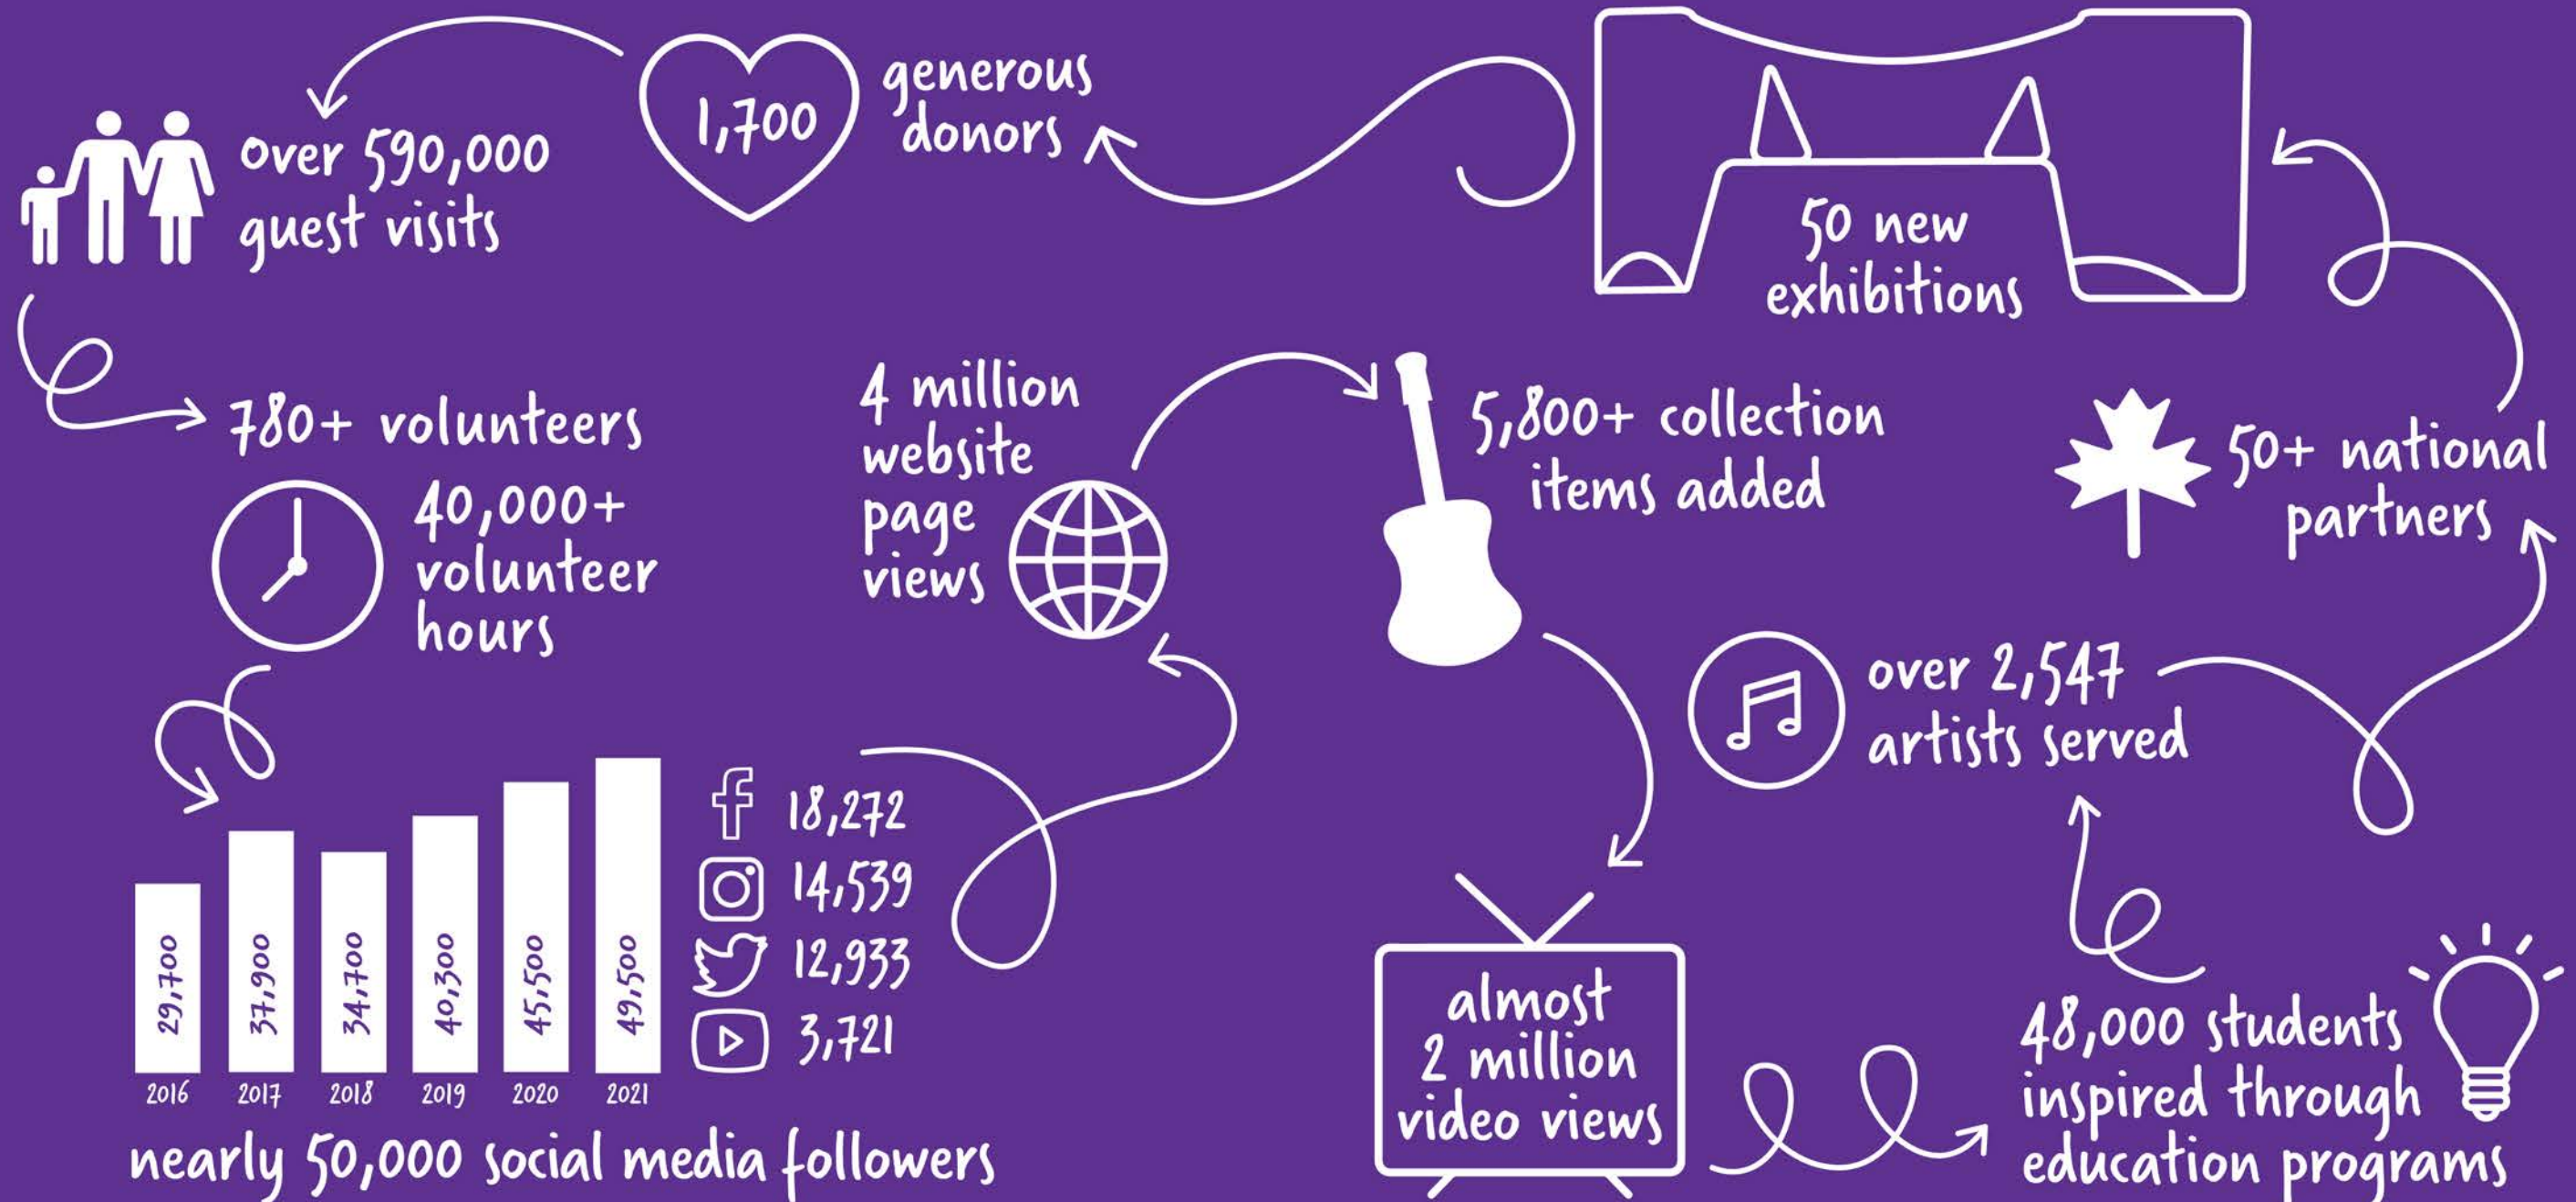 over 590,000
guest visits
1,700
generous
donors
50 new
exhibitions
780+ volunteers
40,000+
volunteer
hours
4 million
website
page
views
5,800+ collection
items added
50+ national
partners
over 2,547
artists served
29,700
37,900
34,700
40,300
45,500
49,500
2016
2017
2018
2019
2020
2021
18,272
14,539
12,933
3,721
nearly 50,000 social media followers
almost
2 million
video views
48,000 students
inspired through
education programs